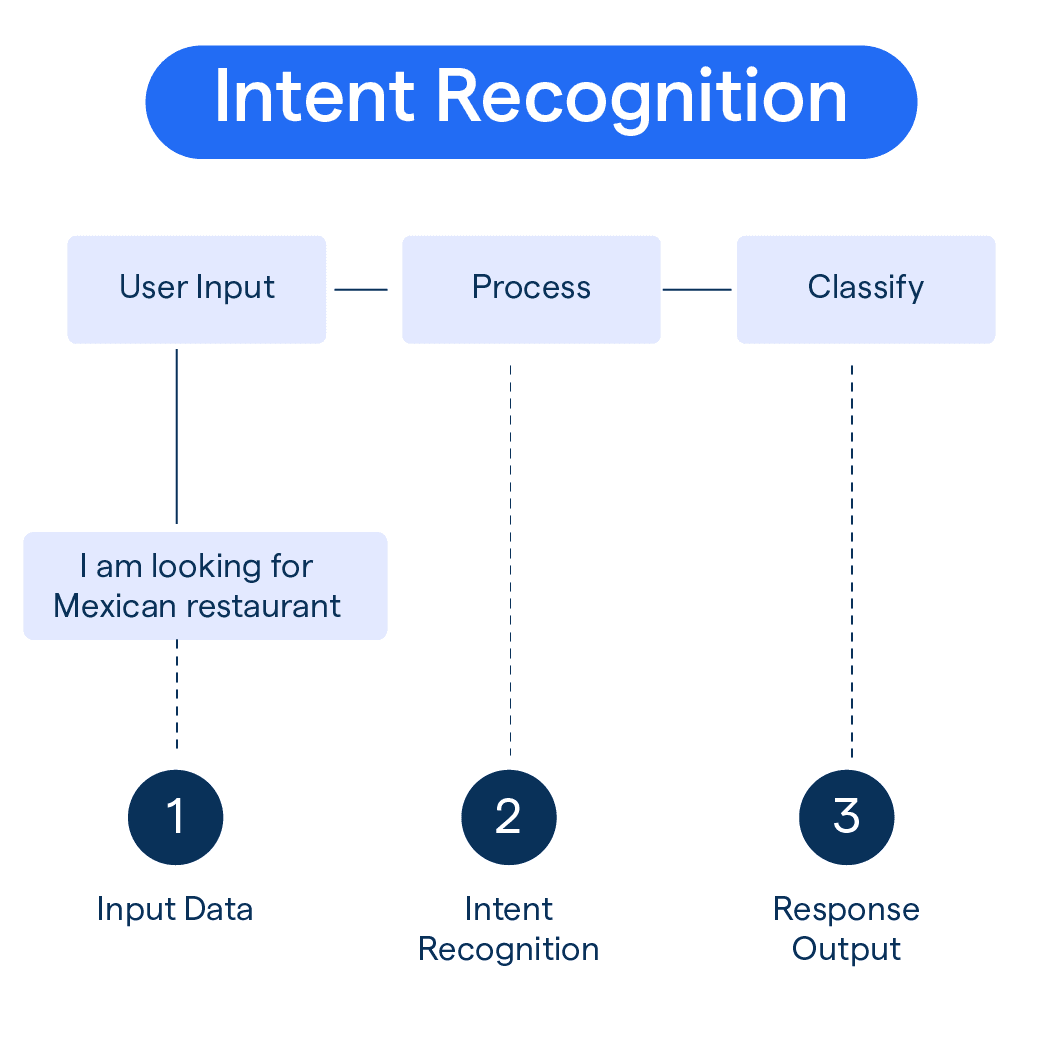 Intent Recognition
User Input
Process
Classify
I am looking for
Mexican restaurant
1
2
3
Input Data
Intent
Recognition
Response
Output